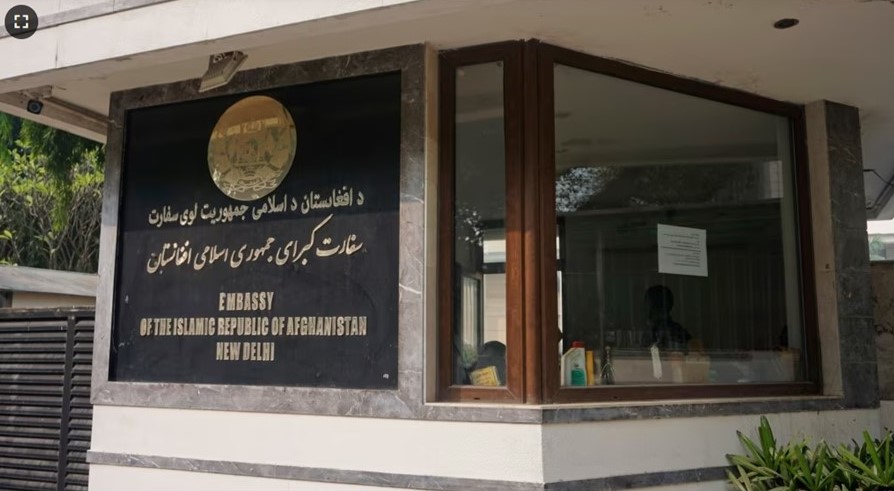 د افغانستان د اسلامي جمهوریت لوی سفارت
سفارت کبرای جمهوری اسلامی افغانستان
EMBASSY
OF THE ISLAMIC REPUBLIC OF AFGHANISTAN
NEW DELHI